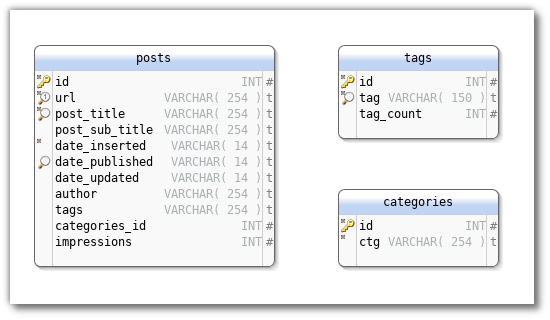 posts
id INT #
url VARCHAR( 254 ) t
post_title VARCHAR( 254 ) t
post_sub_title VARCHAR( 254 ) t
date_inserted VARCHAR( 14 ) t
date_published VARCHAR( 14 ) t
date_updated VARCHAR( 14 ) t
author VARCHAR( 254 ) t
tags VARCHAR( 254 ) t
categories_id INT #
impressions INT #
tags
id INT #
tag VARCHAR( 150 ) t
tag_count INT #
categories
id INT #
ctg VARCHAR( 254 ) t